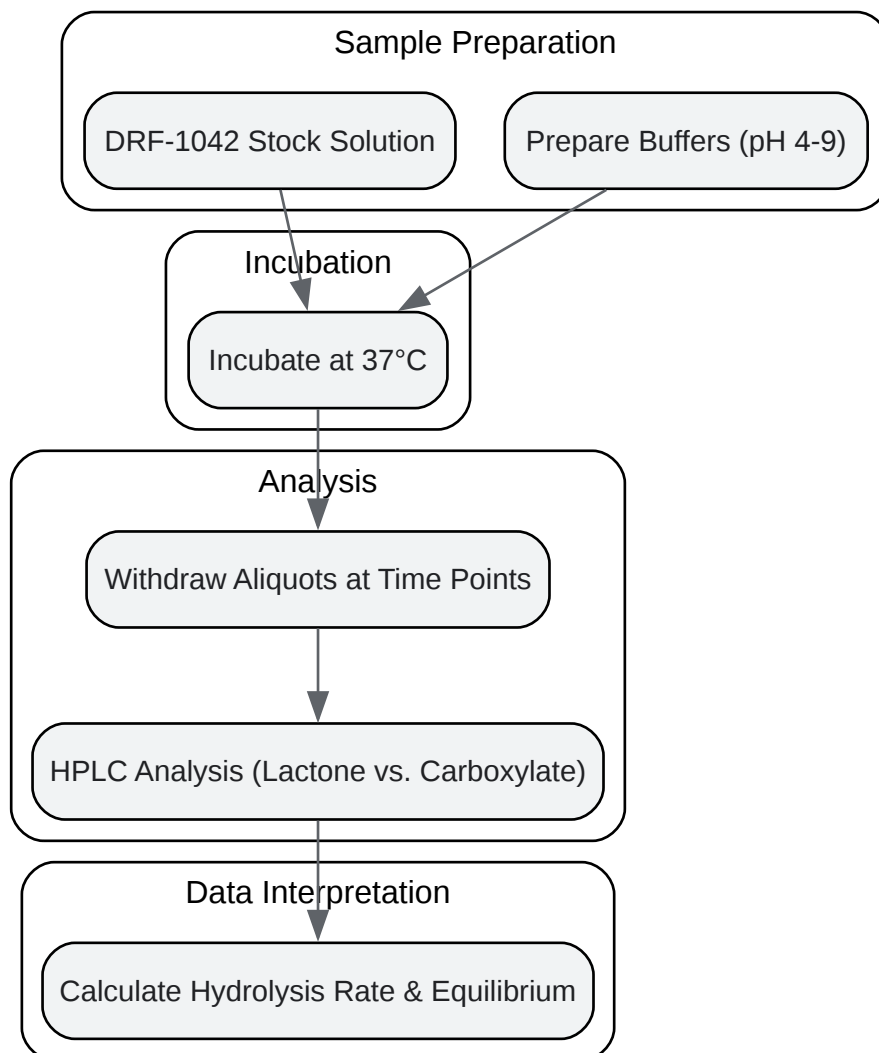 Sample Preparation
DRF-1042 Stock Solution
Prepare Buffers (pH 4-9)
Incubation
Incubate at 37°C
Analysis
Withdraw Aliquots at Time Points
HPLC Analysis (Lactone vs. Carboxylate)
Data Interpretation
Calculate Hydrolysis Rate & Equilibrium